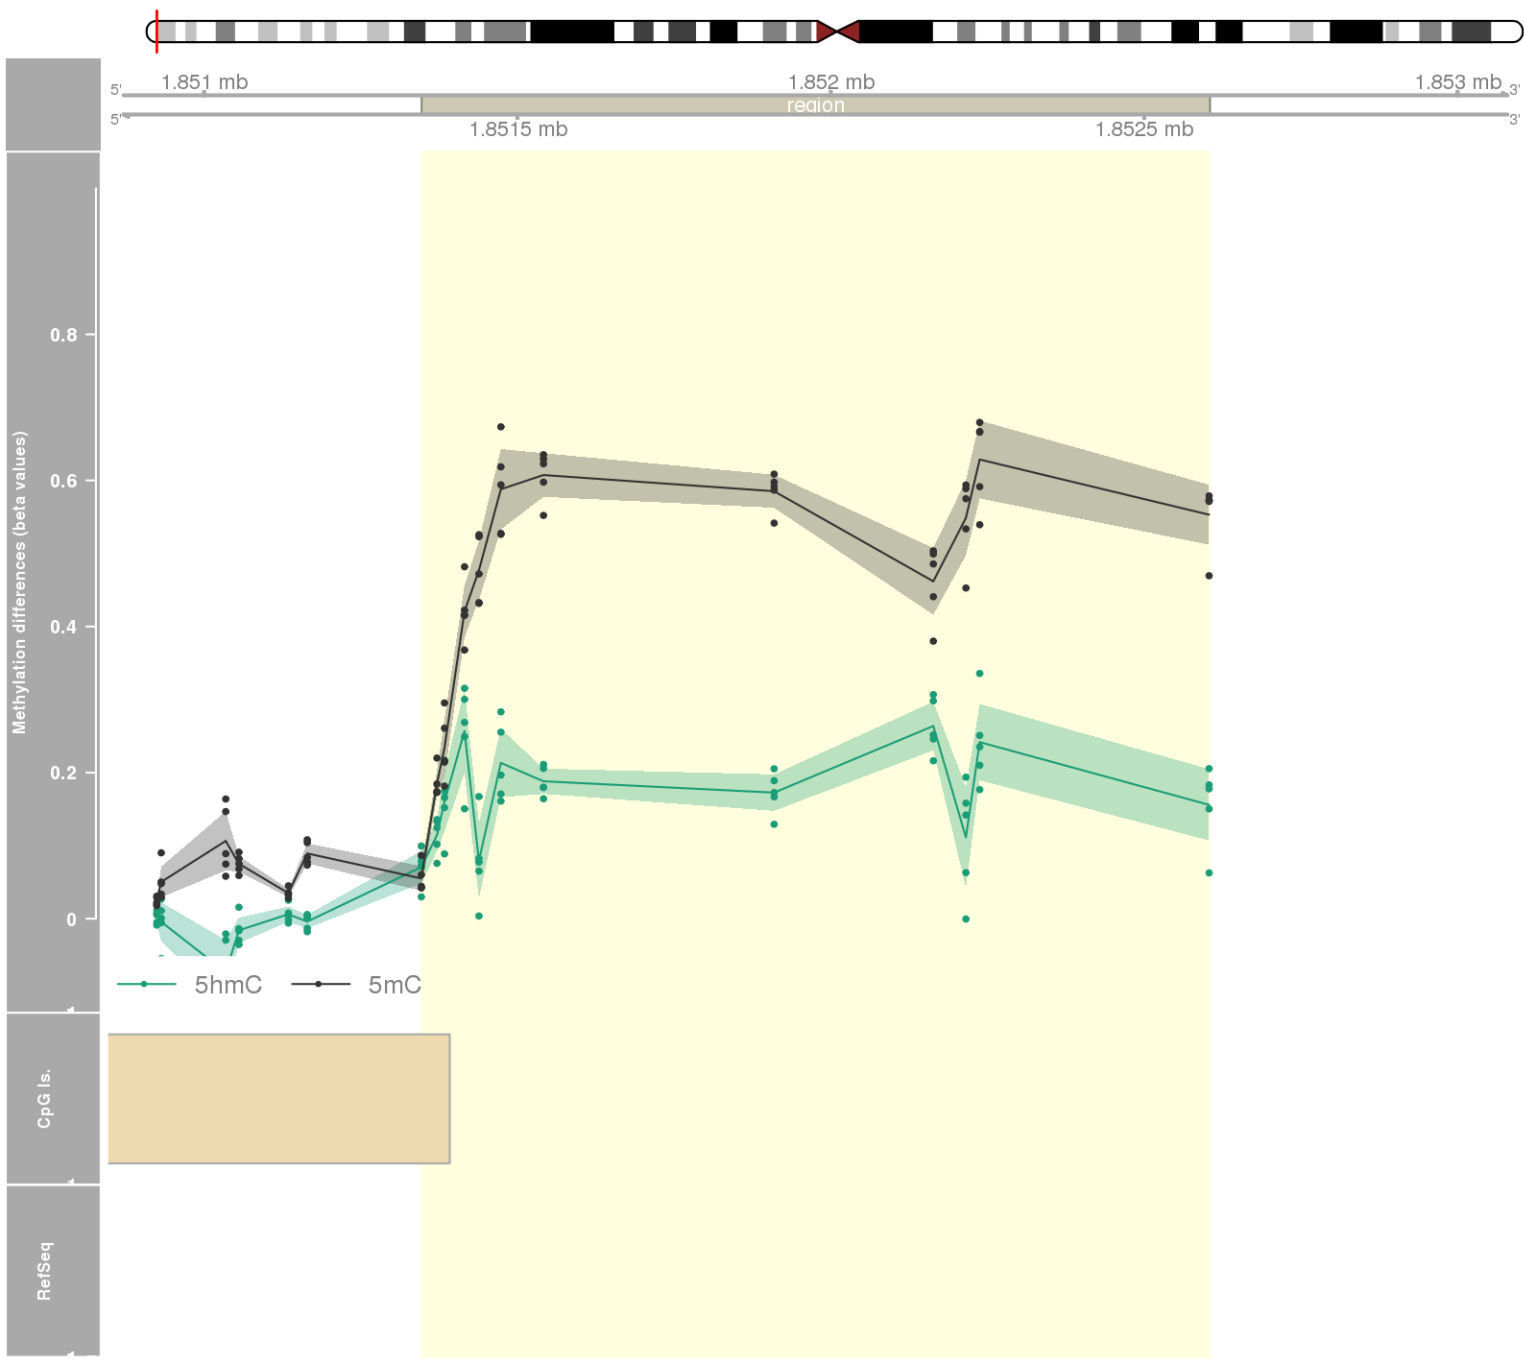 1.851 mb
1.852 mb
1.853 mb
5'
3'
region
5'
3'
1.8515 mb
1.8525 mb
Methylation differences (beta values)
0.8
0.6
0.4
0.2
0
5hmC
5mC
CpG Is.
RefSeq